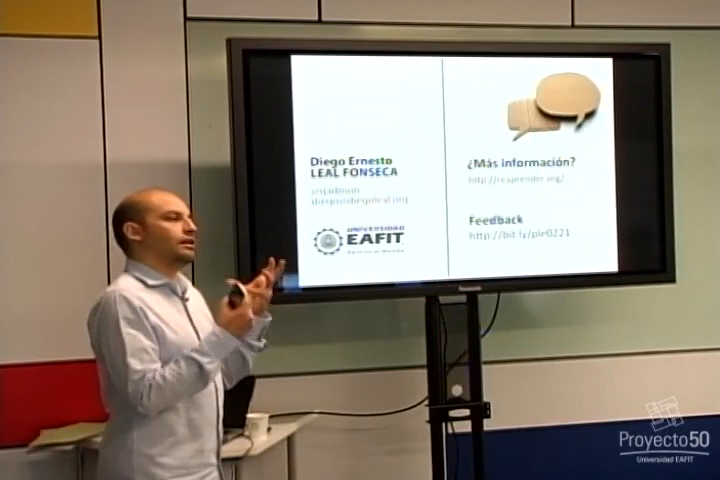 Diego Ernesto
LEAL FONSECA
UNIVERSIDAD
EAFIT
¿Más información?
http://reaprender.org/
Feedback
http://bit.ly/ple0221
Panasonic
Proyecto50
Universidad EAFIT